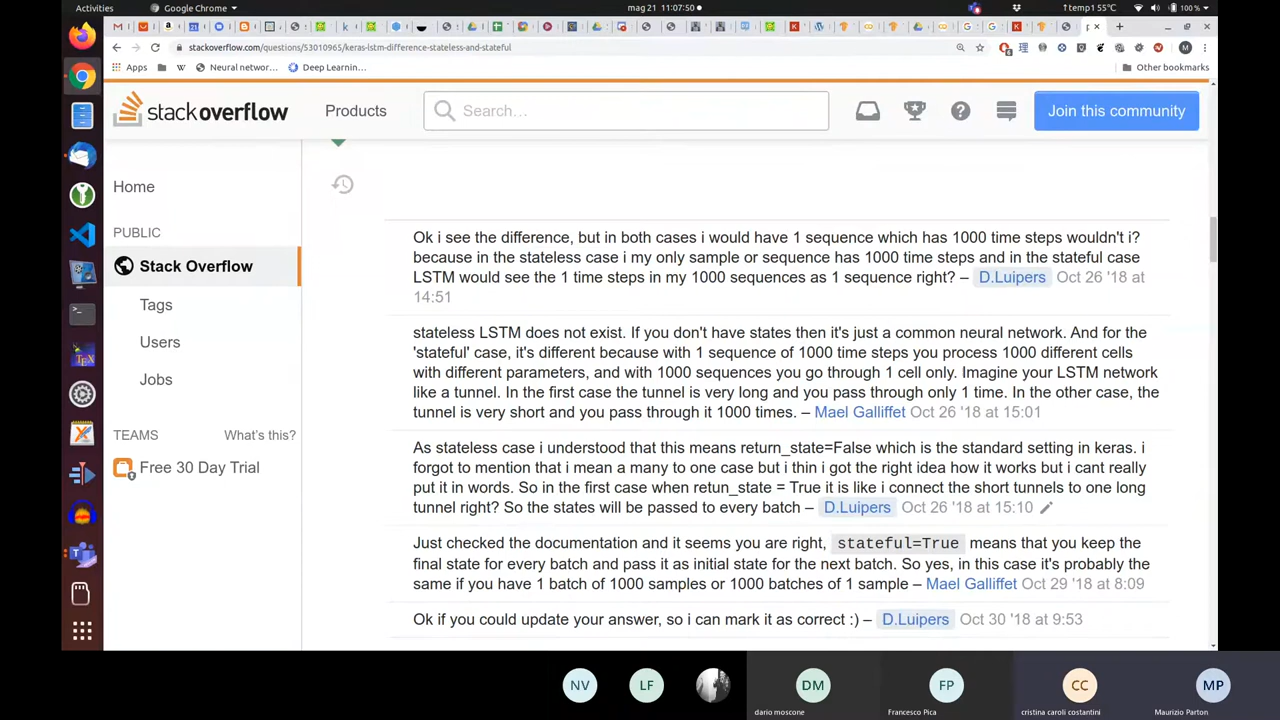 Activities
Google Chrome
mag 21 11:07:50
temp1 55°C
100 %
stackoverflow.com/questions/53010965/keras-lstm-difference-stateless-and-stateful
Apps
Neural networ...
Deep Learnin...
Other bookmarks
stackoverflow
Products
Search...
Join this community
Home
PUBLIC
Stack Overflow
Tags
Users
Jobs
TEAMS
What's this?
Free 30 Day Trial
Ok i see the difference, but in both cases i would have 1 sequence which has 1000 time steps wouldn't i?
because in the stateless case i my only sample or sequence has 1000 time steps and in the stateful case
LSTM would see the 1 time steps in my 1000 sequences as 1 sequence right? – D.Luipers Oct 26 '18 at
14:51
stateless LSTM does not exist. If you don't have states then it's just a common neural network. And for the
'stateful' case, it's different because with 1 sequence of 1000 time steps you process 1000 different cells
with different parameters, and with 1000 sequences you go through 1 cell only. Imagine your LSTM network
like a tunnel. In the first case the tunnel is very long and you pass through only 1 time. In the other case, the
tunnel is very short and you pass through it 1000 times. – Mael Galliffet Oct 26 '18 at 15:01
As stateless case i understood that this means return_state=False which is the standard setting in keras. i
forgot to mention that i mean a many to one case but i thin i got the right idea how it works but i cant really
put it in words. So in the first case when retun_state = True it is like i connect the short tunnels to one long
tunnel right? So the states will be passed to every batch – D.Luipers Oct 26 '18 at 15:10
Just checked the documentation and it seems you are right, stateful=True means that you keep the
final state for every batch and pass it as initial state for the next batch. So yes, in this case it's probably the
same if you have 1 batch of 1000 samples or 1000 batches of 1 sample – Mael Galliffet Oct 29 '18 at 8:09
Ok if you could update your answer, so i can mark it as correct :) – D.Luipers Oct 30 '18 at 9:53
NV
LF
DM
dario moscone
FP
Francesco Pica
CC
cristina caroli costantini
MP
Maurizio Parton